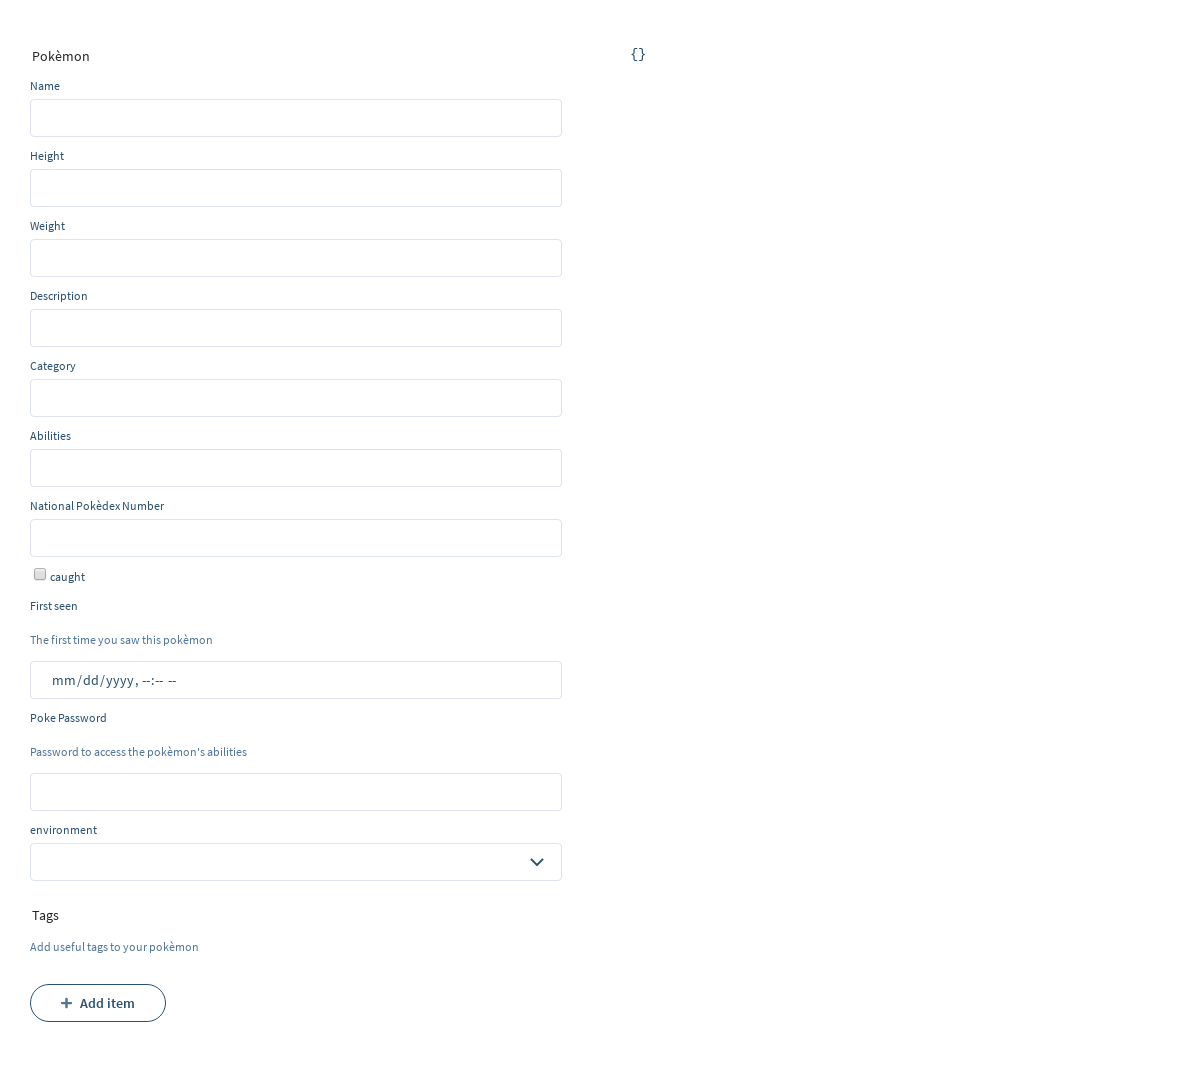 Pokèmon
{}
Name
Height
Weight
Description
Category
Abilities
National Pokèdex Number
caught
First seen
The first time you saw this pokèmon
mm/dd/yyyy, --:-- --
Poke Password
Password to access the pokèmon's abilities
environment
Tags
Add useful tags to your pokèmon
+ Add item